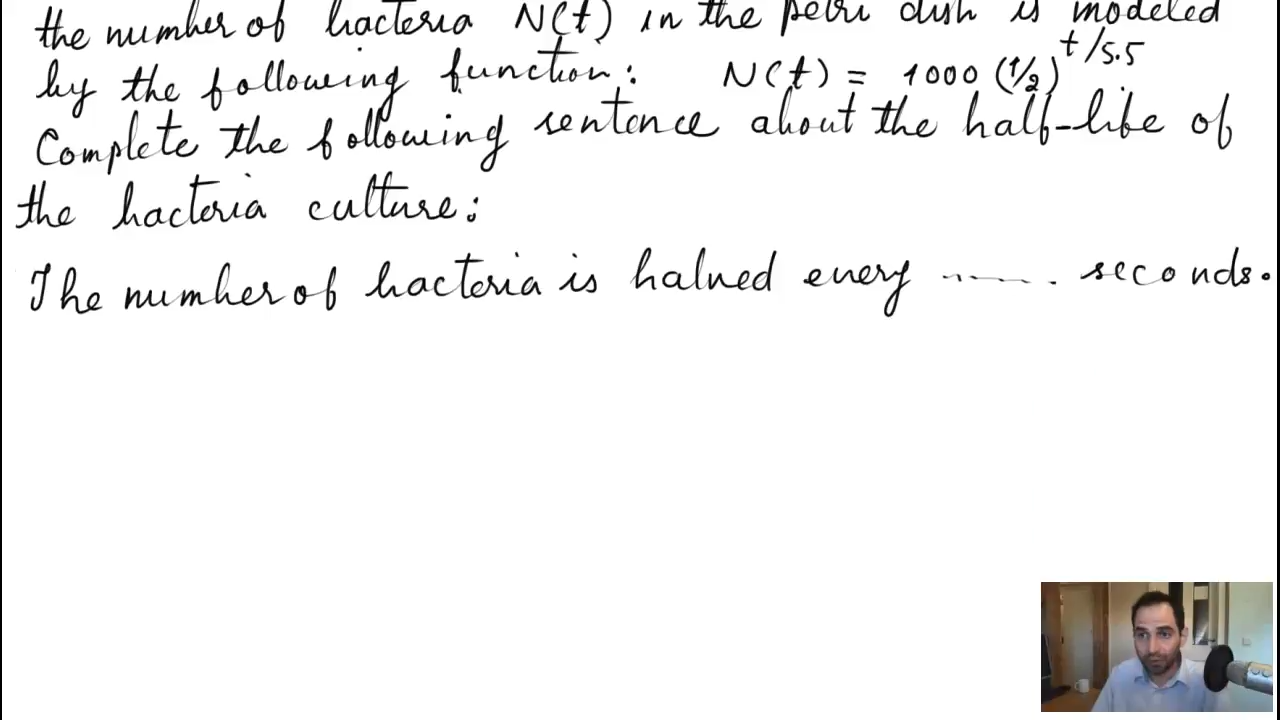 the number of bacteria N(t) in the petri dish is modeled
by the following function: N(t) = 1000 (1/2)^t/5.5
Complete the following sentence about the half-life of
the bacteria culture:
The number of bacteria is halved every ....... seconds.